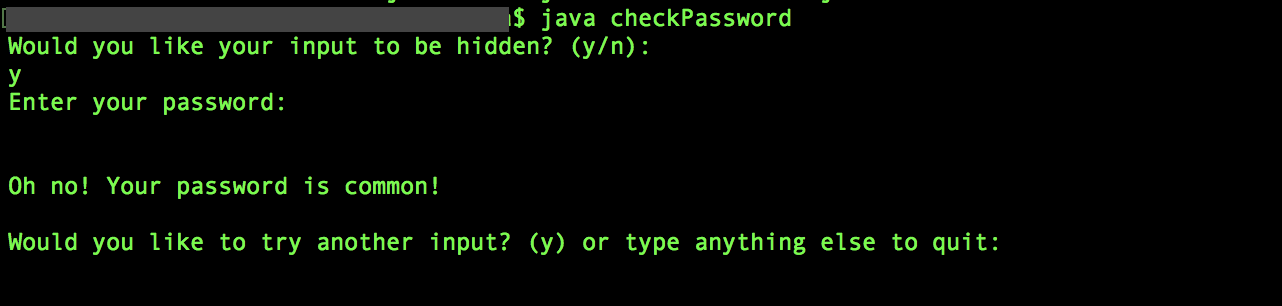 $ java checkPassword
Would you like your input to be hidden? (y/n):
y
Enter your password:
Oh no! Your password is common!
Would you like to try another input? (y) or type anything else to quit: